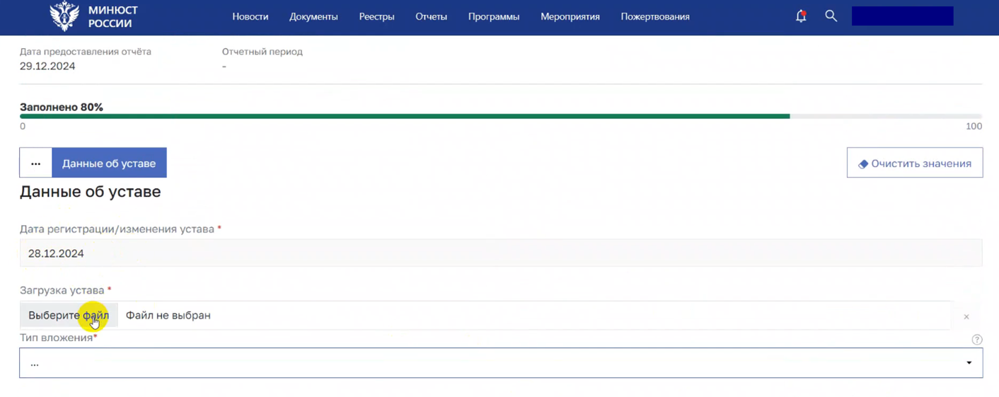 МИНЮСТ
РОССИИ
Новости Документы Реестры Отчеты Программы Мероприятия Пожертвования
Дата предоставления отчёта Отчетный период
29.12.2024 -
Заполнено 80%
0 100
... Данные об уставе Очистить значения
Данные об уставе
Дата регистрации/изменения устава *
28.12.2024
Загрузка устава *
Выберите файл Файл не выбран ×
Тип вложения* ?
...